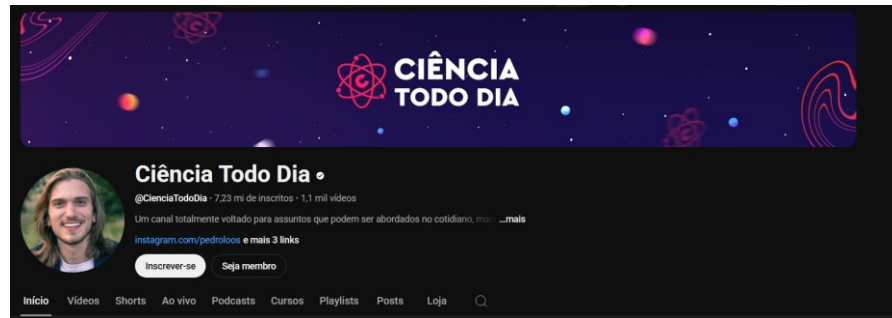 CIÊNCIA
TODO DIA
Ciência Todo Dia
@CienciaTodoDia · 7,23 mi de inscritos · 1,1 mil vídeos
Um canal totalmente voltado para assuntos que podem ser abordados no cotidiano, ...mais
instagram.com/pedroloos e mais 3 links
Inscrever-se Seja membro
Início Vídeos Shorts Ao vivo Podcasts Cursos Playlists Posts Loja